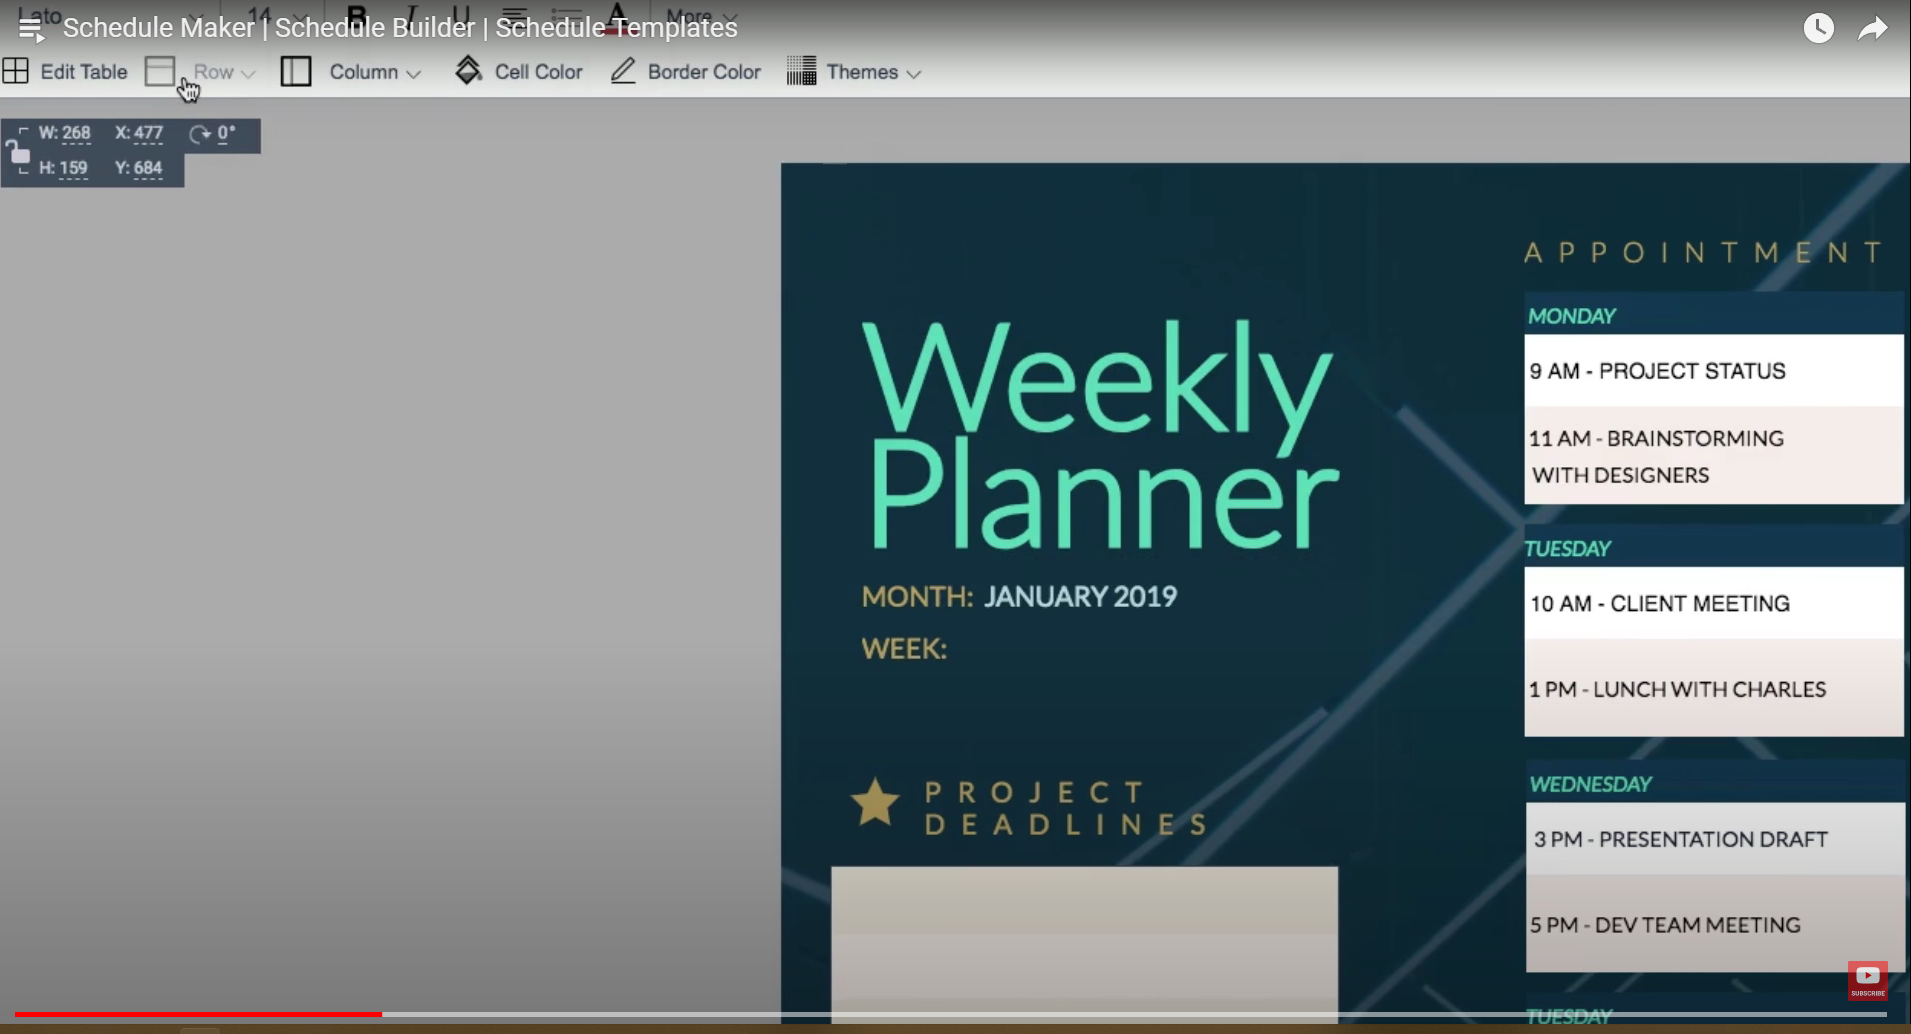 Lato 14 B I U A More
Schedule Maker | Schedule Builder | Schedule Templates
Edit Table Row Column Cell Color Border Color Themes
W: 268 X: 477 0°
H: 159 Y: 684
APPOINTMENT
MONDAY
9 AM - PROJECT STATUS
11 AM - BRAINSTORMING
WITH DESIGNERS
Weekly
Planner
MONTH: JANUARY 2019
WEEK:
TUESDAY
10 AM - CLIENT MEETING
1 PM - LUNCH WITH CHARLES
PROJECT
DEADLINES
WEDNESDAY
3 PM - PRESENTATION DRAFT
5 PM - DEV TEAM MEETING
SUBSCRIBE
TUESDAY